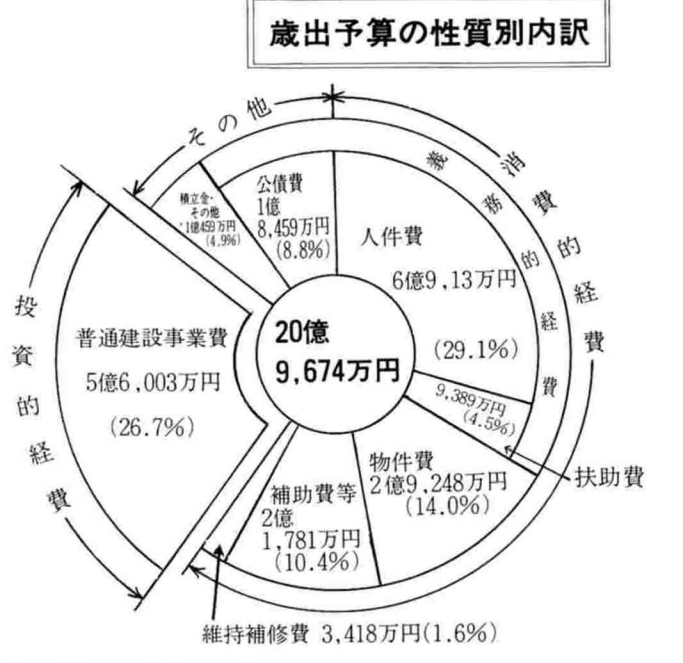 歳出予算の性質別内訳
その他
消費的経費
義務的経費
投資的経費
公債費
1億
8,459万円
(8.8%)
積立金・
その他
1億459万円
(4.9%)
人件費
6億9,13万円
(29.1%)
9,389万円
(4.5%)
扶助費
20億
9,674万円
普通建設事業費
5億6,003万円
(26.7%)
物件費
2億9,248万円
(14.0%)
補助費等
2億
1,781万円
(10.4%)
維持補修費 3,418万円(1.6%)